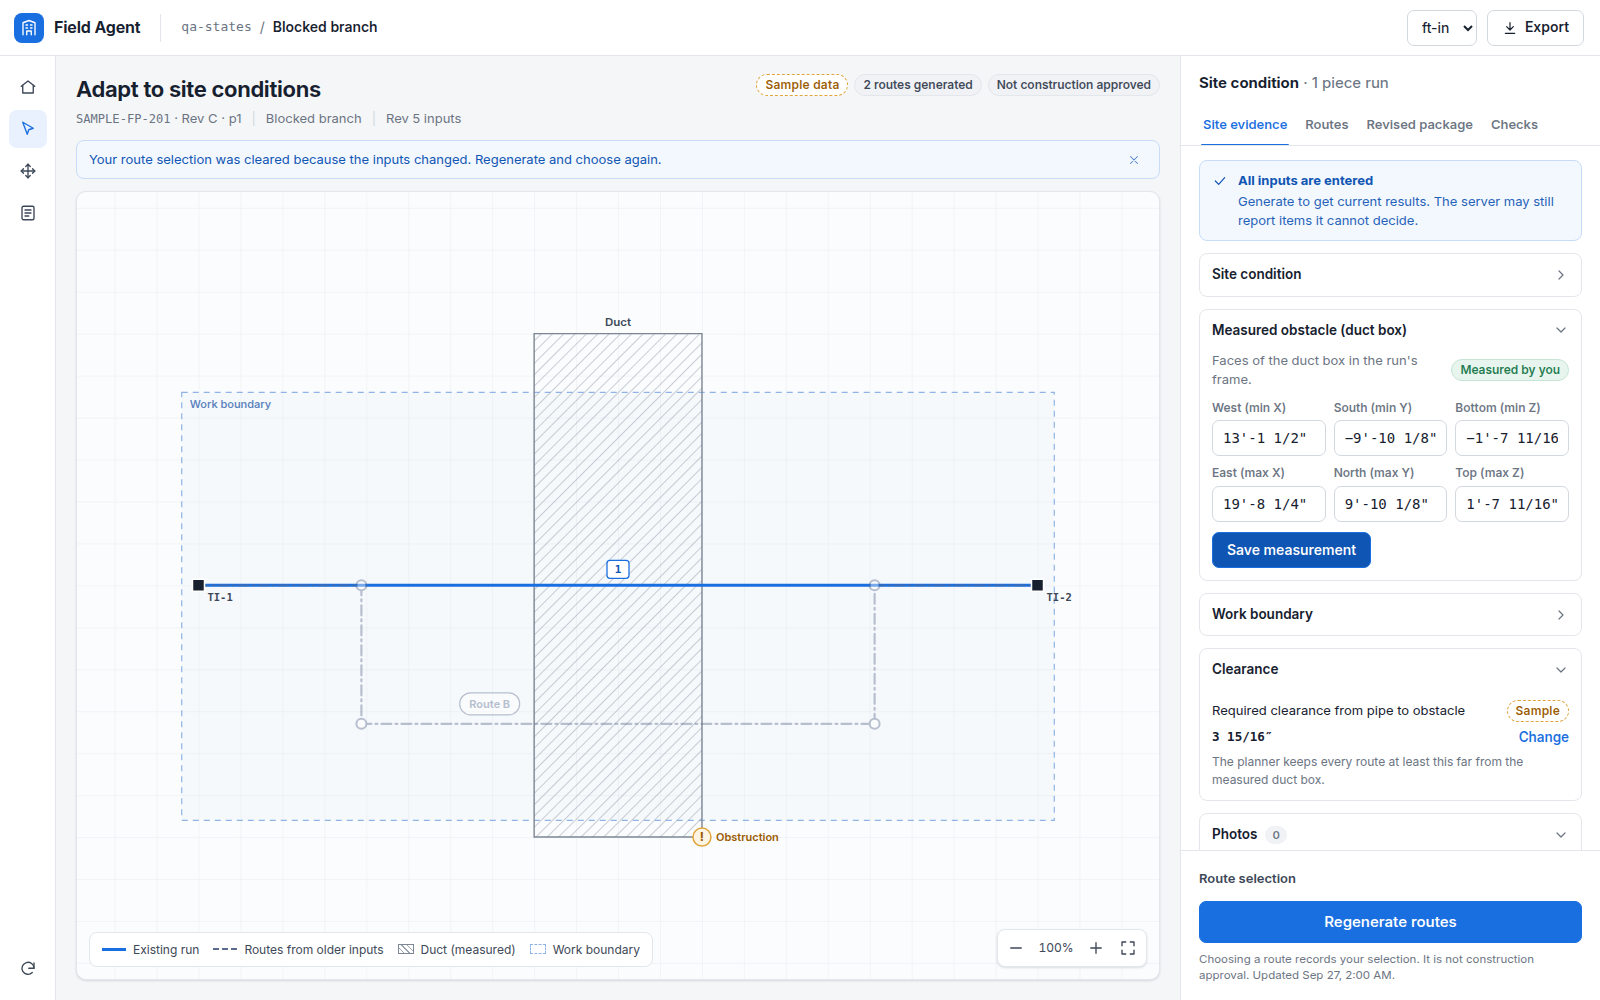 Field Agent
qa-states / Blocked branch
ft-in
Export
Adapt to site conditions
Sample data
2 routes generated
Not construction approved
SAMPLE-FP-201 · Rev C · p1
Blocked branch
Rev 5 inputs
Your route selection was cleared because the inputs changed. Regenerate and choose again.
Duct
Work boundary
1
TI-1
TI-2
Route B
! Obstruction
Existing run
Routes from older inputs
Duct (measured)
Work boundary
100%
Site condition · 1 piece run
Site evidence
Routes
Revised package
Checks
All inputs are entered
Generate to get current results. The server may still
report items it cannot decide.
Site condition
Measured obstacle (duct box)
Faces of the duct box in the run's
frame.
Measured by you
West (min X)
South (min Y)
Bottom (min Z)
13'-1 1/2"
−9'-10 1/8"
−1'-7 11/16
East (max X)
North (max Y)
Top (max Z)
19'-8 1/4"
9'-10 1/8"
1'-7 11/16"
Save measurement
Work boundary
Clearance
Required clearance from pipe to obstacle
Sample
3 15/16″
Change
The planner keeps every route at least this far from the
measured duct box.
Photos 0
Route selection
Regenerate routes
Choosing a route records your selection. It is not construction
approval. Updated Sep 27, 2:00 AM.